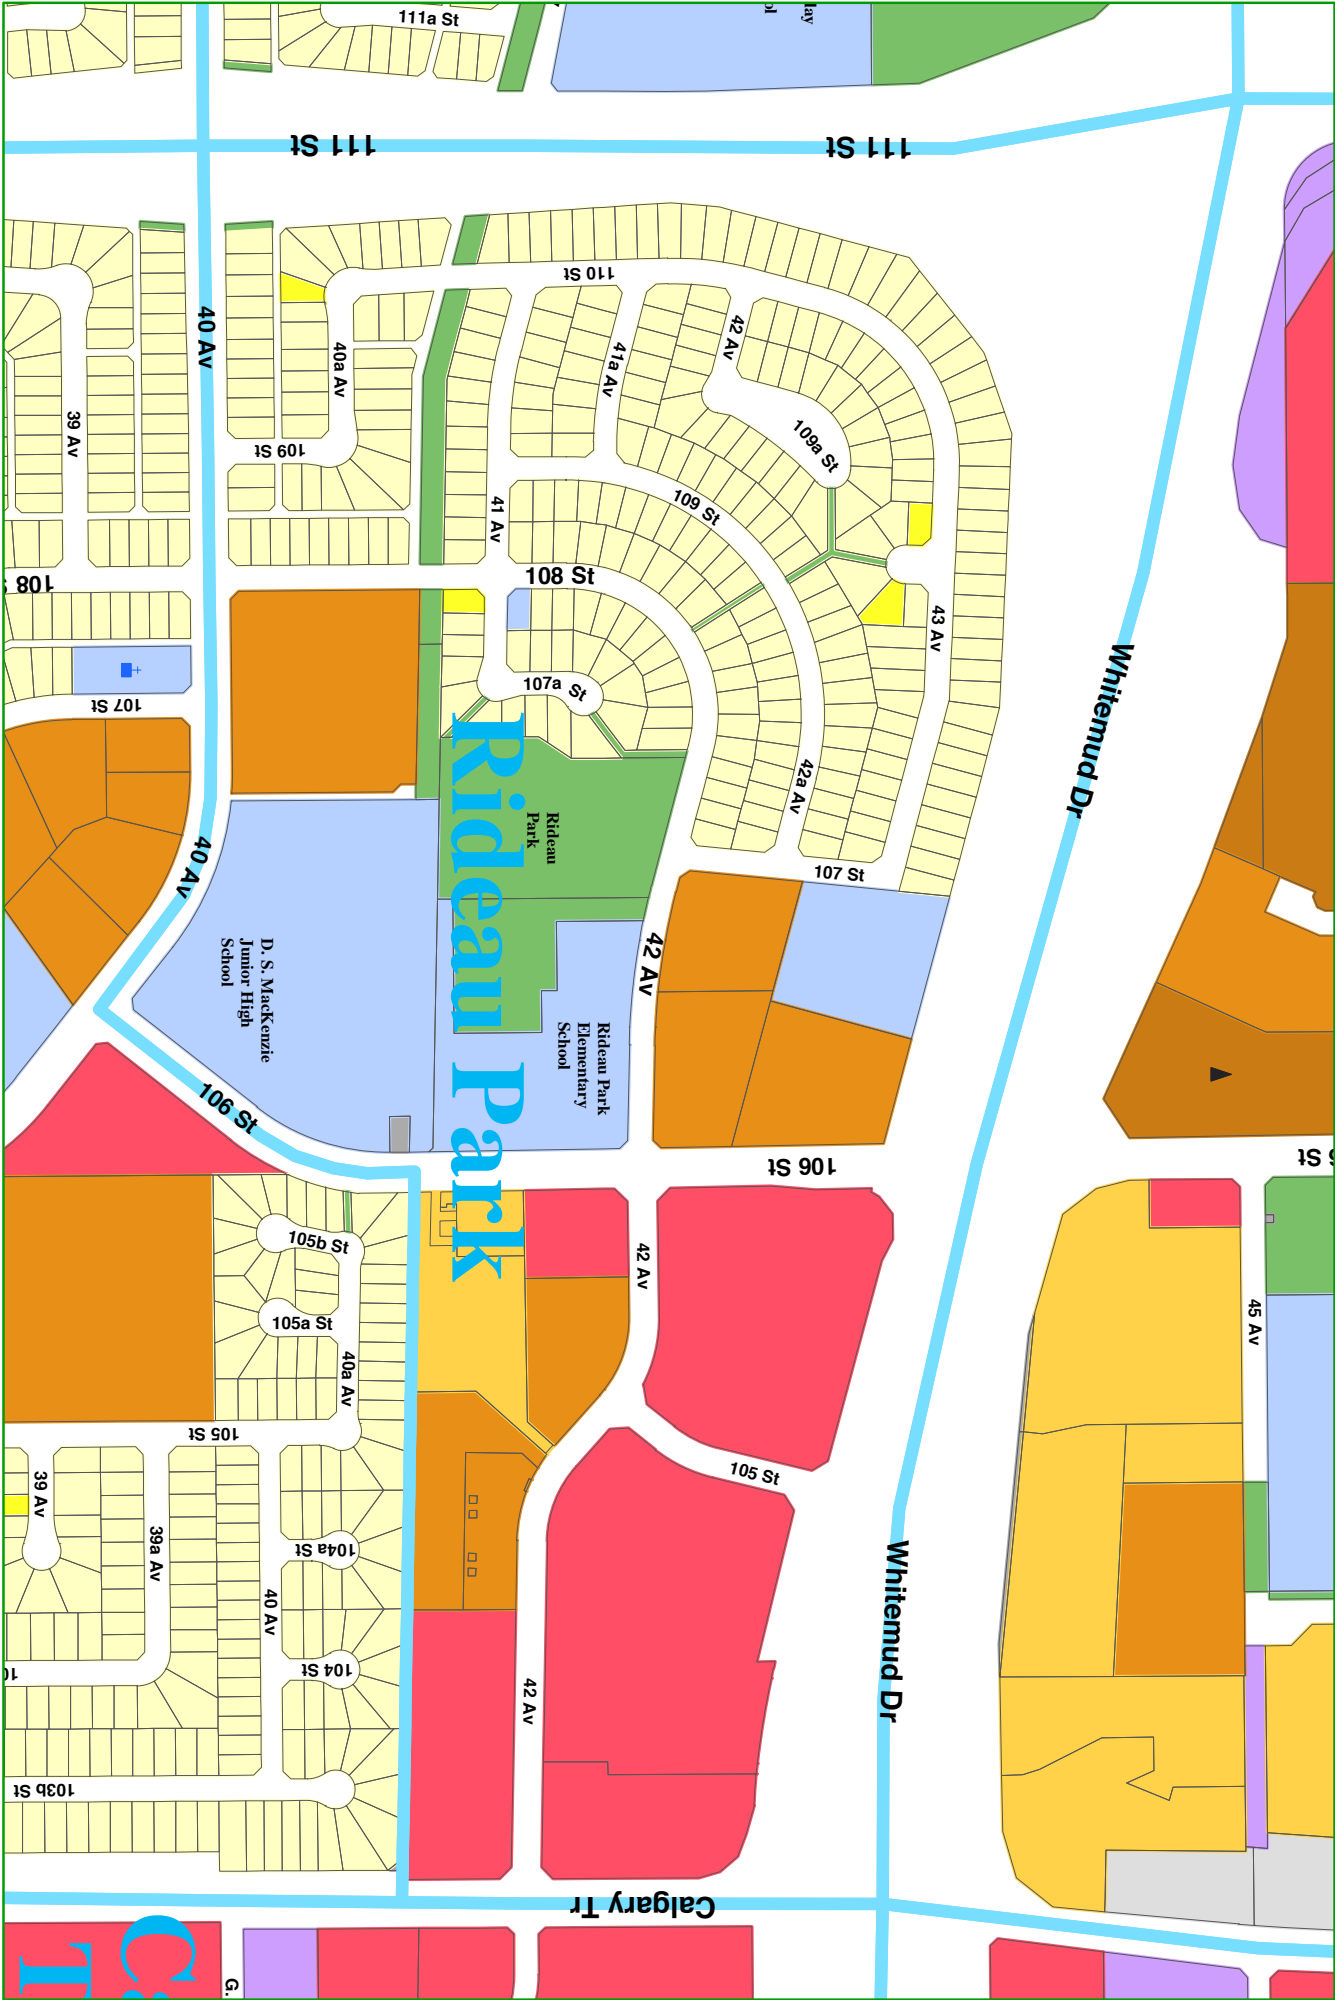 111a St
111 St
111 St
110 St
40 Av
40a Av
41a Av
42 Av
39 Av
109 St
109a St
41 Av
109 St
108 St
108
43 Av
107a St
107 St
Whitemud Dr
42a Av
Rideau
Park
40 Av
107 St
Rideau Park
42 Av
D. S. MacKenzie
Junior High
School
Rideau Park
Elementary
School
106 St
106 St
St
105b St
42 Av
105a St
45 Av
40a Av
105 St
105 St
39 Av
39a Av
104a St
40 Av
Whitemud Dr
104 St
10
42 Av
103b St
Calgary Tr
G.